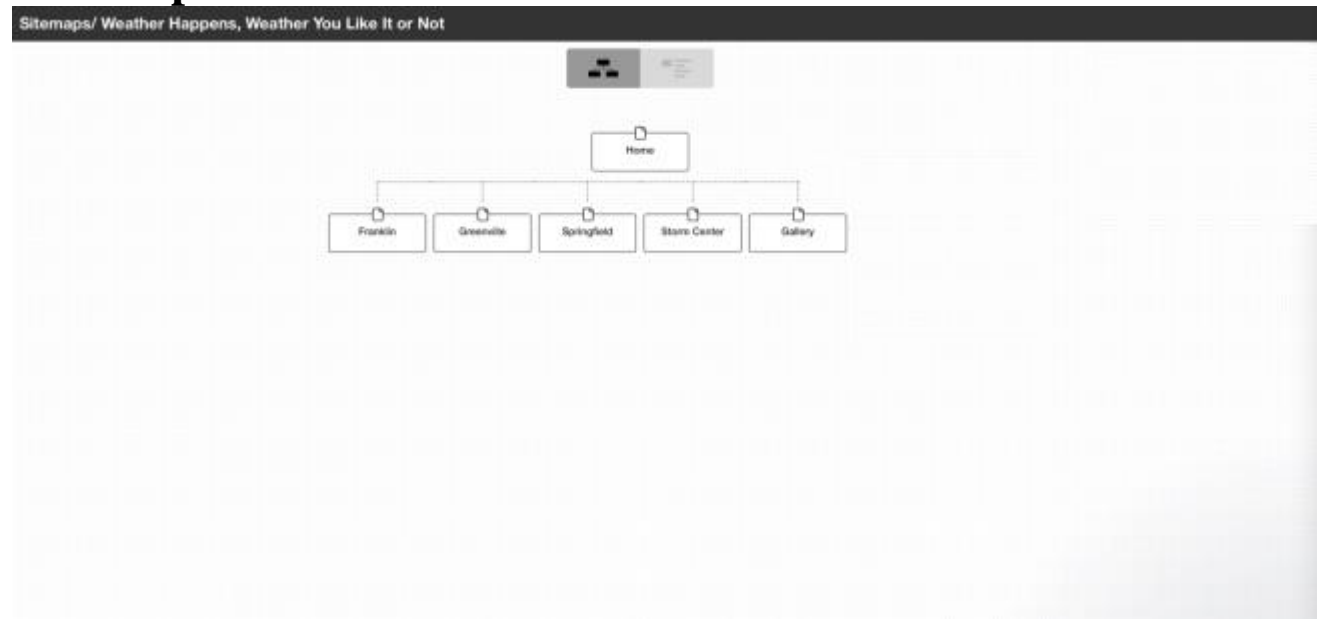 Sitemaps/ Weather Happens, Weather You Like It or Not
Home
Franklin
Greenville
Springfield
Storm Center
Gallery